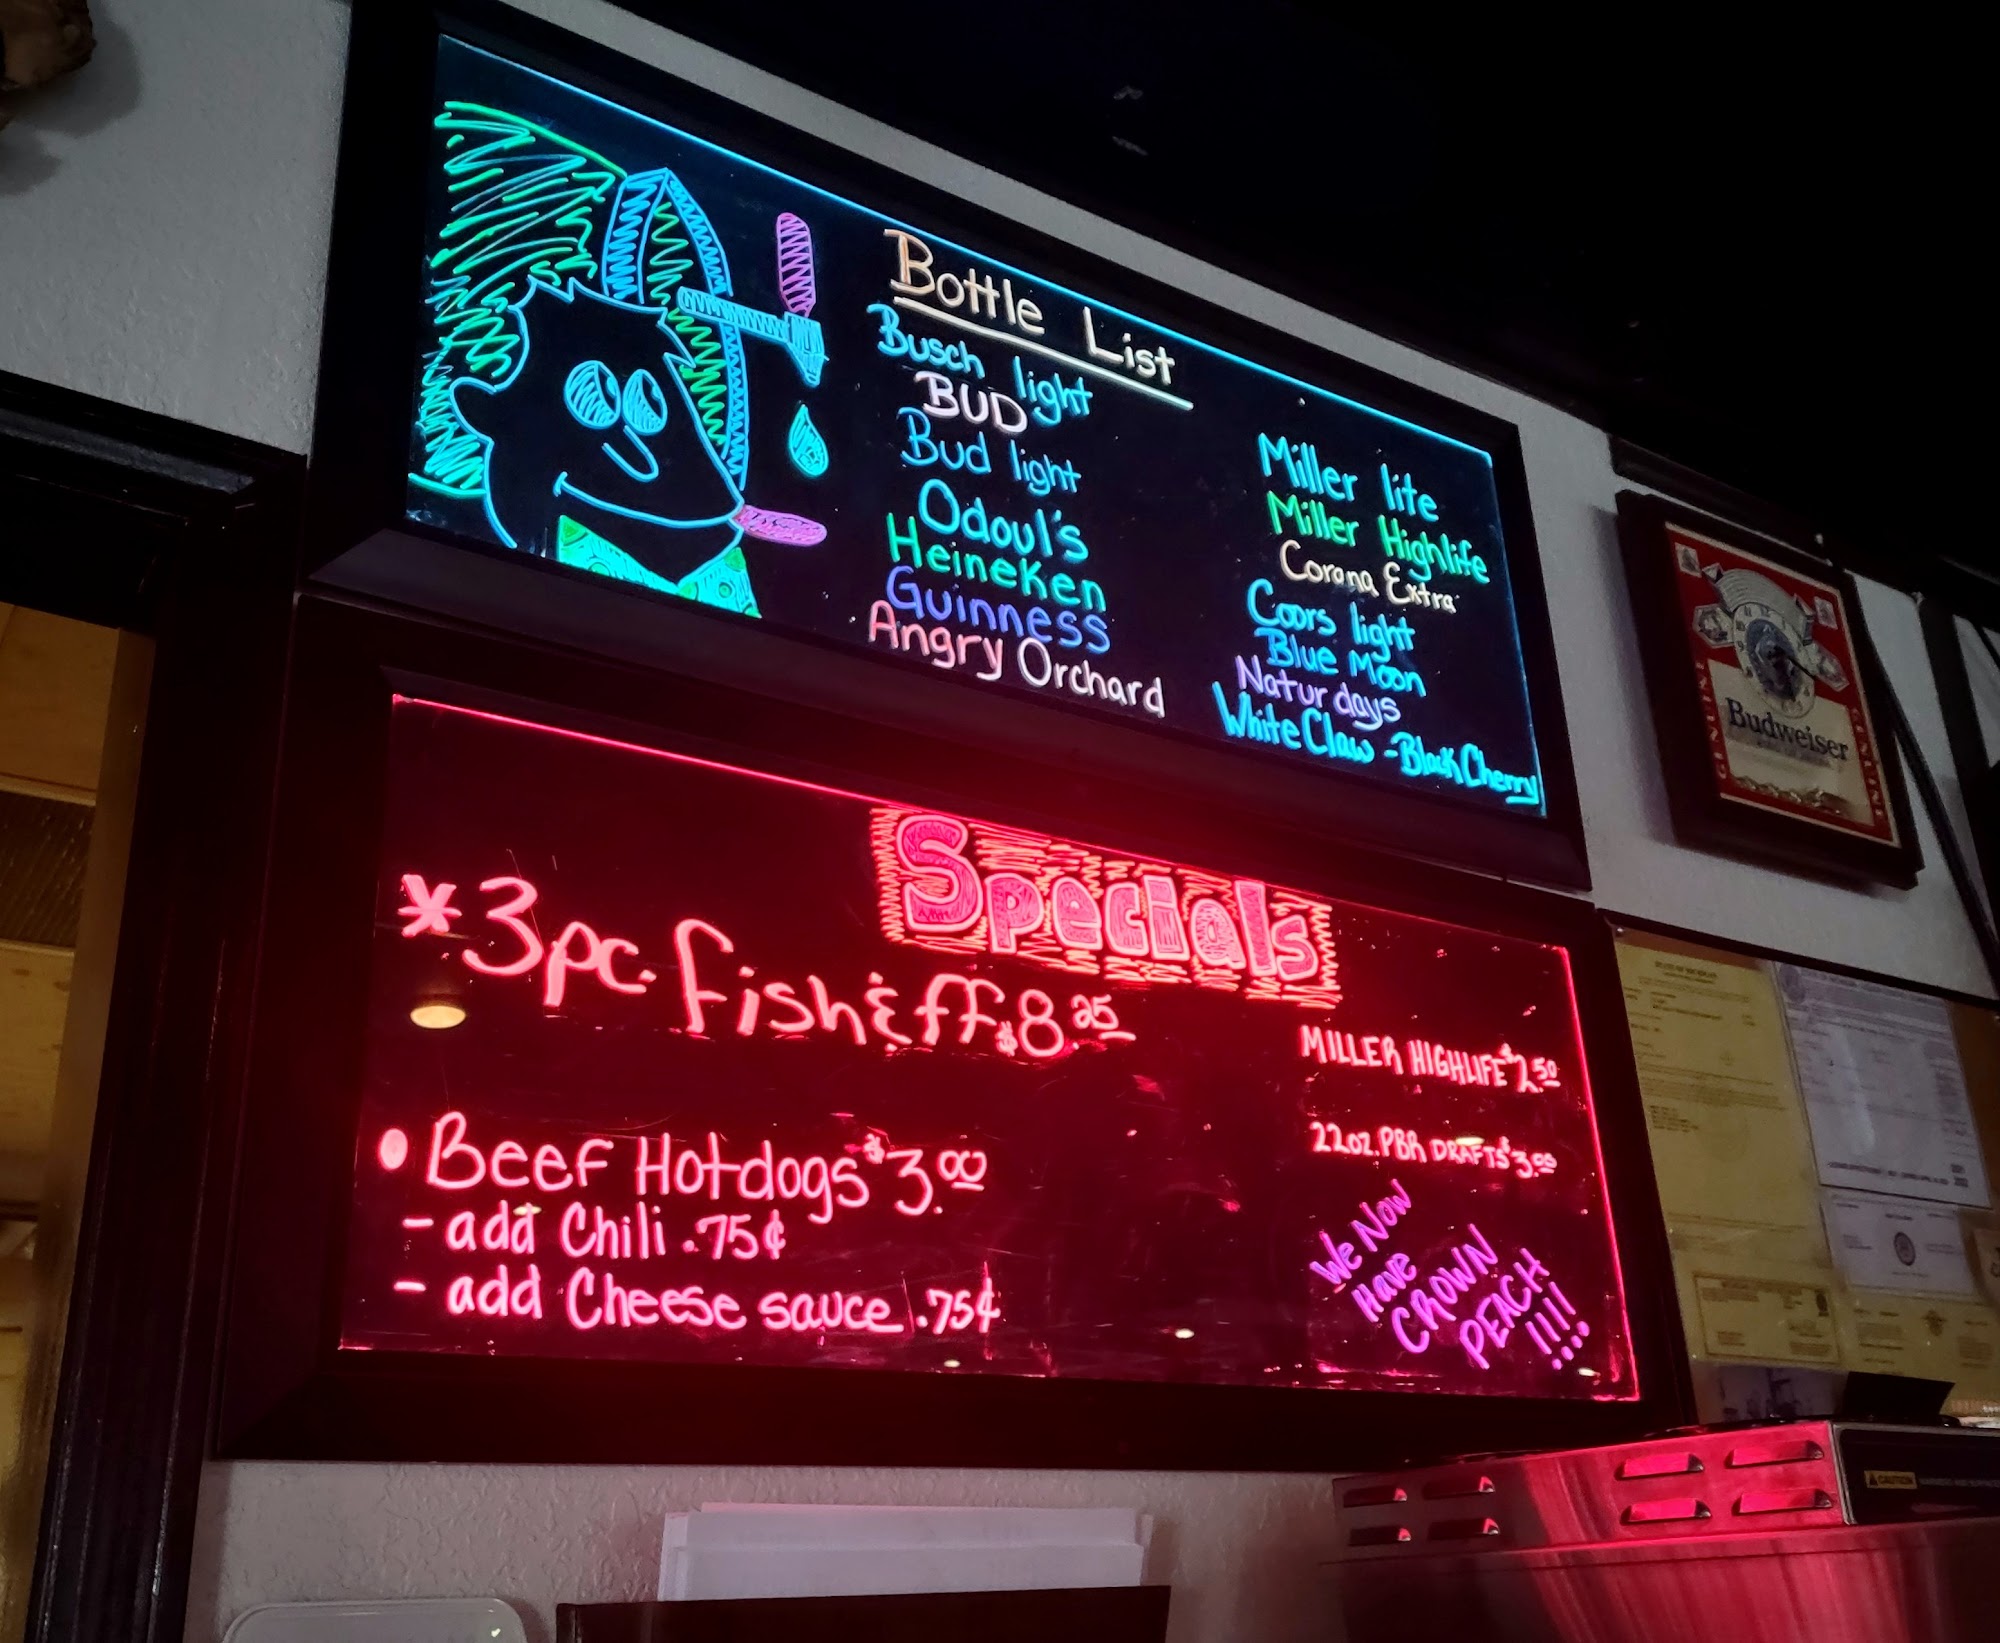 Bottle List
Busch light
BUD
Bud light
Odoul's
Heineken
Guinness
Angry Orchard
Miller lite
Miller Highlife
Corona Extra
Coors light
Blue Moon
Natur days
White Claw - Black Cherry
Specials
*3pc. fish & ff $8.25
• Beef Hotdogs $3.00
- add Chili .75¢
- add Cheese sauce .75¢
MILLER HIGHLIFE $2.50
22oz. PBR DRAFTS $3.00
We Now
Have
CROWN
PEACH
!!!!
GENUINE
Budweiser
CAUTION